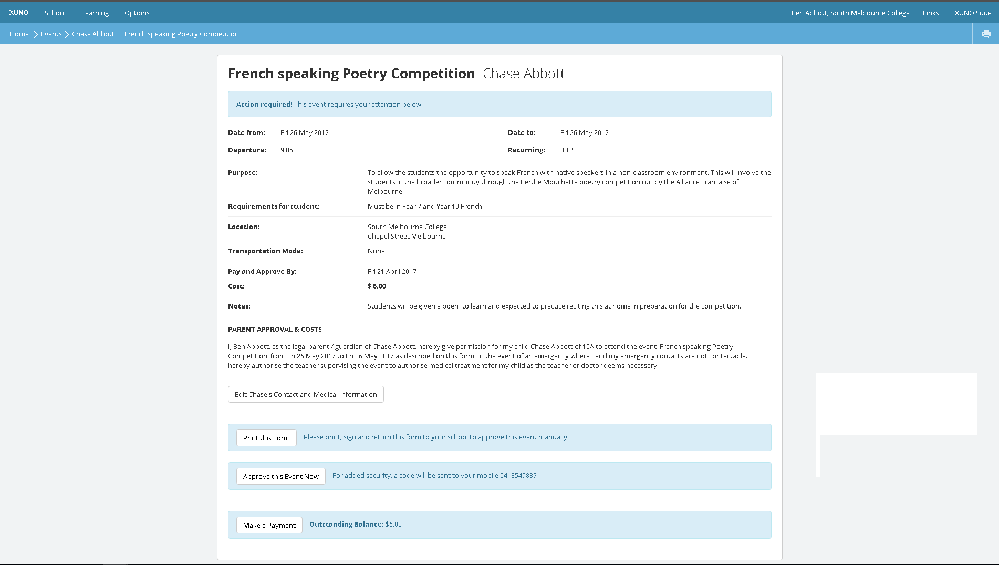 XUNO School Learning Options Ben Abbott, South Melbourne College Links XUNO Suite
Home Events Chase Abbott French speaking Poetry Competition
French speaking Poetry Competition Chase Abbott
Action required! This event requires your attention below.
Date from: Fri 26 May 2017 Date to: Fri 26 May 2017
Departure: 9:05 Returning: 3:12
Purpose: To allow the students the opportunity to speak French with native speakers in a non-classroom environment. This will involve the
students in the broader community through the Berthe Mouchette poetry competition run by the Alliance Francaise of
Melbourne.
Requirements for student: Must be in Year 7 and Year 10 French
Location: South Melbourne College
Chapel Street Melbourne
Transportation Mode: None
Pay and Approve By: Fri 21 April 2017
Cost: $ 6.00
Notes: Students will be given a poem to learn and expected to practice reciting this at home in preparation for the competition.
PARENT APPROVAL & COSTS
I, Ben Abbott, as the legal parent / guardian of Chase Abbott, hereby give permission for my child Chase Abbott of 10A to attend the event 'French speaking Poetry
Competition' from Fri 26 May 2017 to Fri 26 May 2017 as described on this form. In the event of an emergency where I and my emergency contacts are not contactable, I
hereby authorise the teacher supervising the event to authorise medical treatment for my child as the teacher or doctor deems necessary.
Edit Chase's Contact and Medical Information
Print this Form Please print, sign and return this form to your school to approve this event manually.
Approve this Event Now For added security, a code will be sent to your mobile 0418549837
Make a Payment Outstanding Balance: $6.00